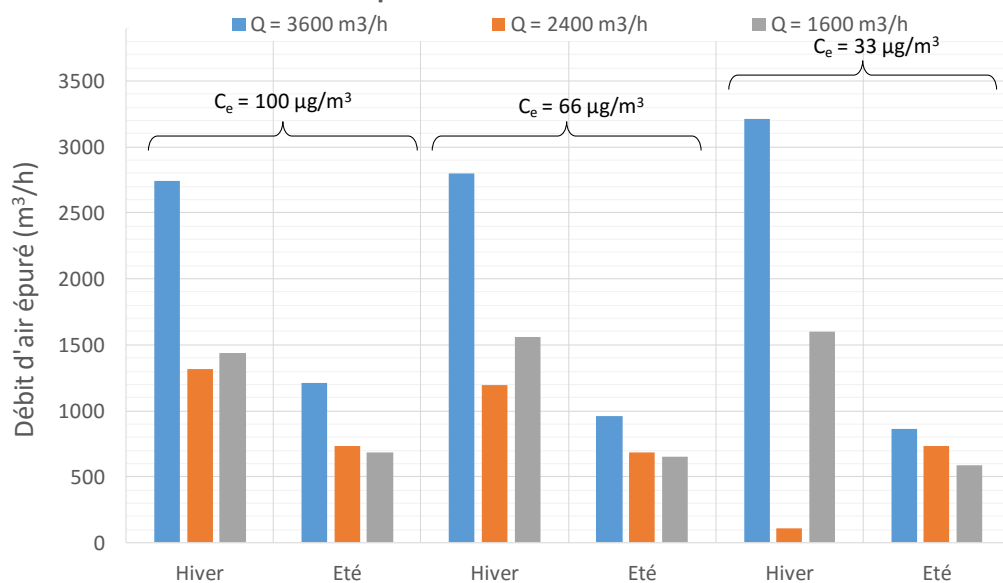 Q = 3600 m3/h Q = 2400 m3/h Q = 1600 m3/h
Cₑ = 33 µg/m³
Cₑ = 100 µg/m³
Cₑ = 66 µg/m³
Débit d'air épuré (m³/h)
3500
3000
2500
2000
1500
1000
500
0
Hiver Eté Hiver Eté Hiver Eté